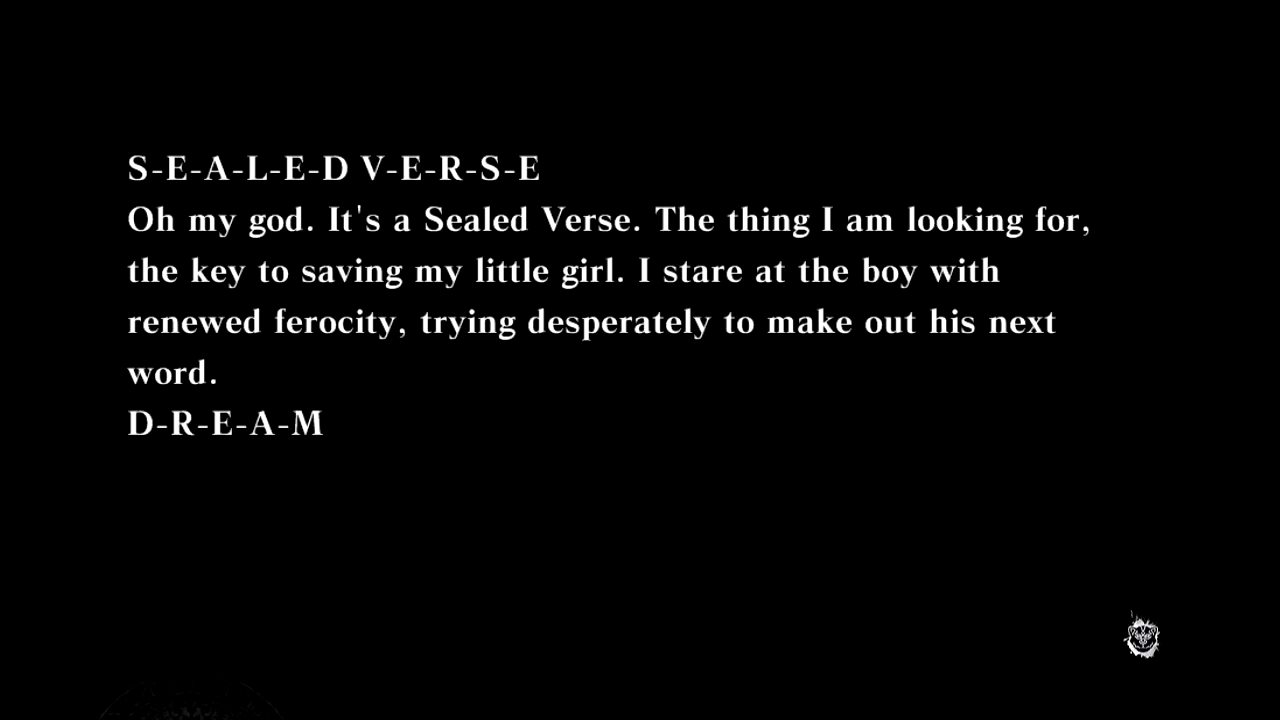 S-E-A-L-E-D V-E-R-S-E
Oh my god. It's a Sealed Verse. The thing I am looking for,
the key to saving my little girl. I stare at the boy with
renewed ferocity, trying desperately to make out his next
word.
D-R-E-A-M